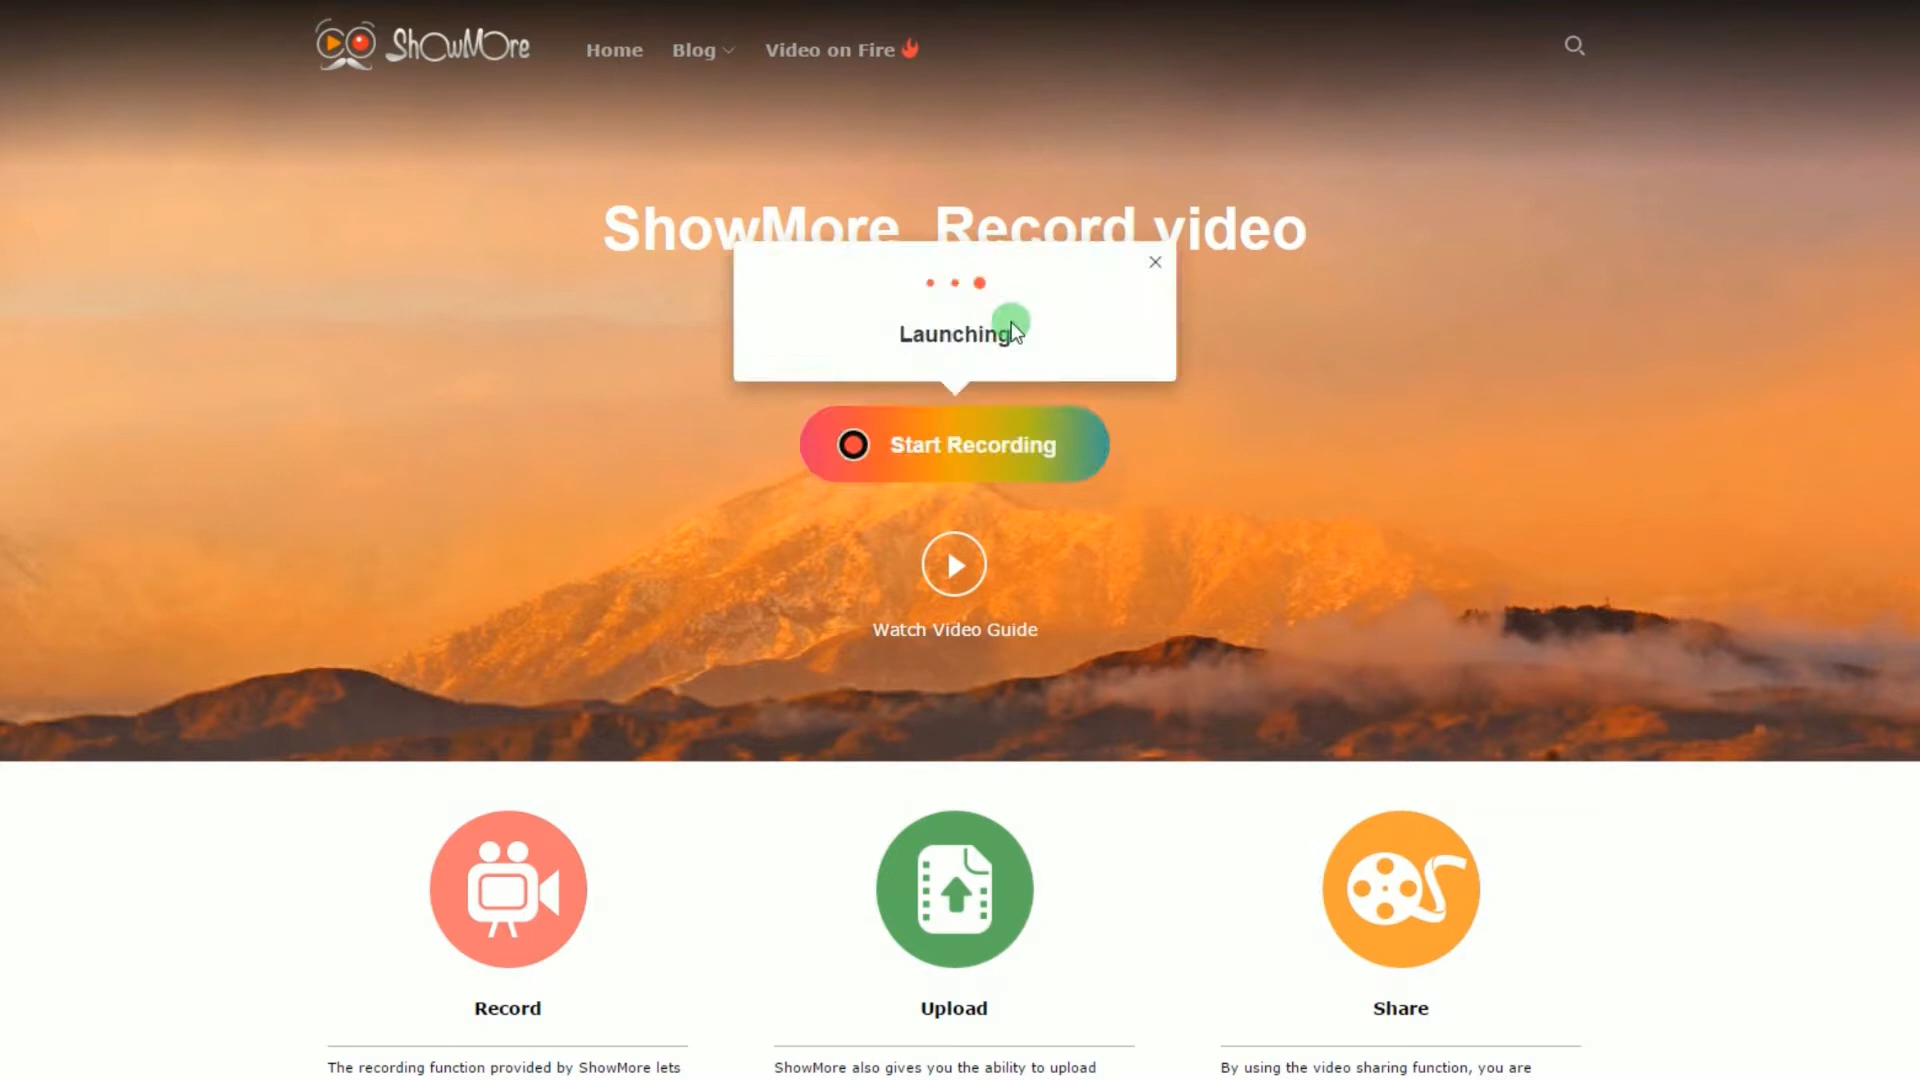 ShowMore
Home
Blog
Video on Fire
ShowMore Record video
Launching
Start Recording
Watch Video Guide
Record
Upload
Share
The recording function provided by ShowMore lets
ShowMore also gives you the ability to upload
By using the video sharing function, you are